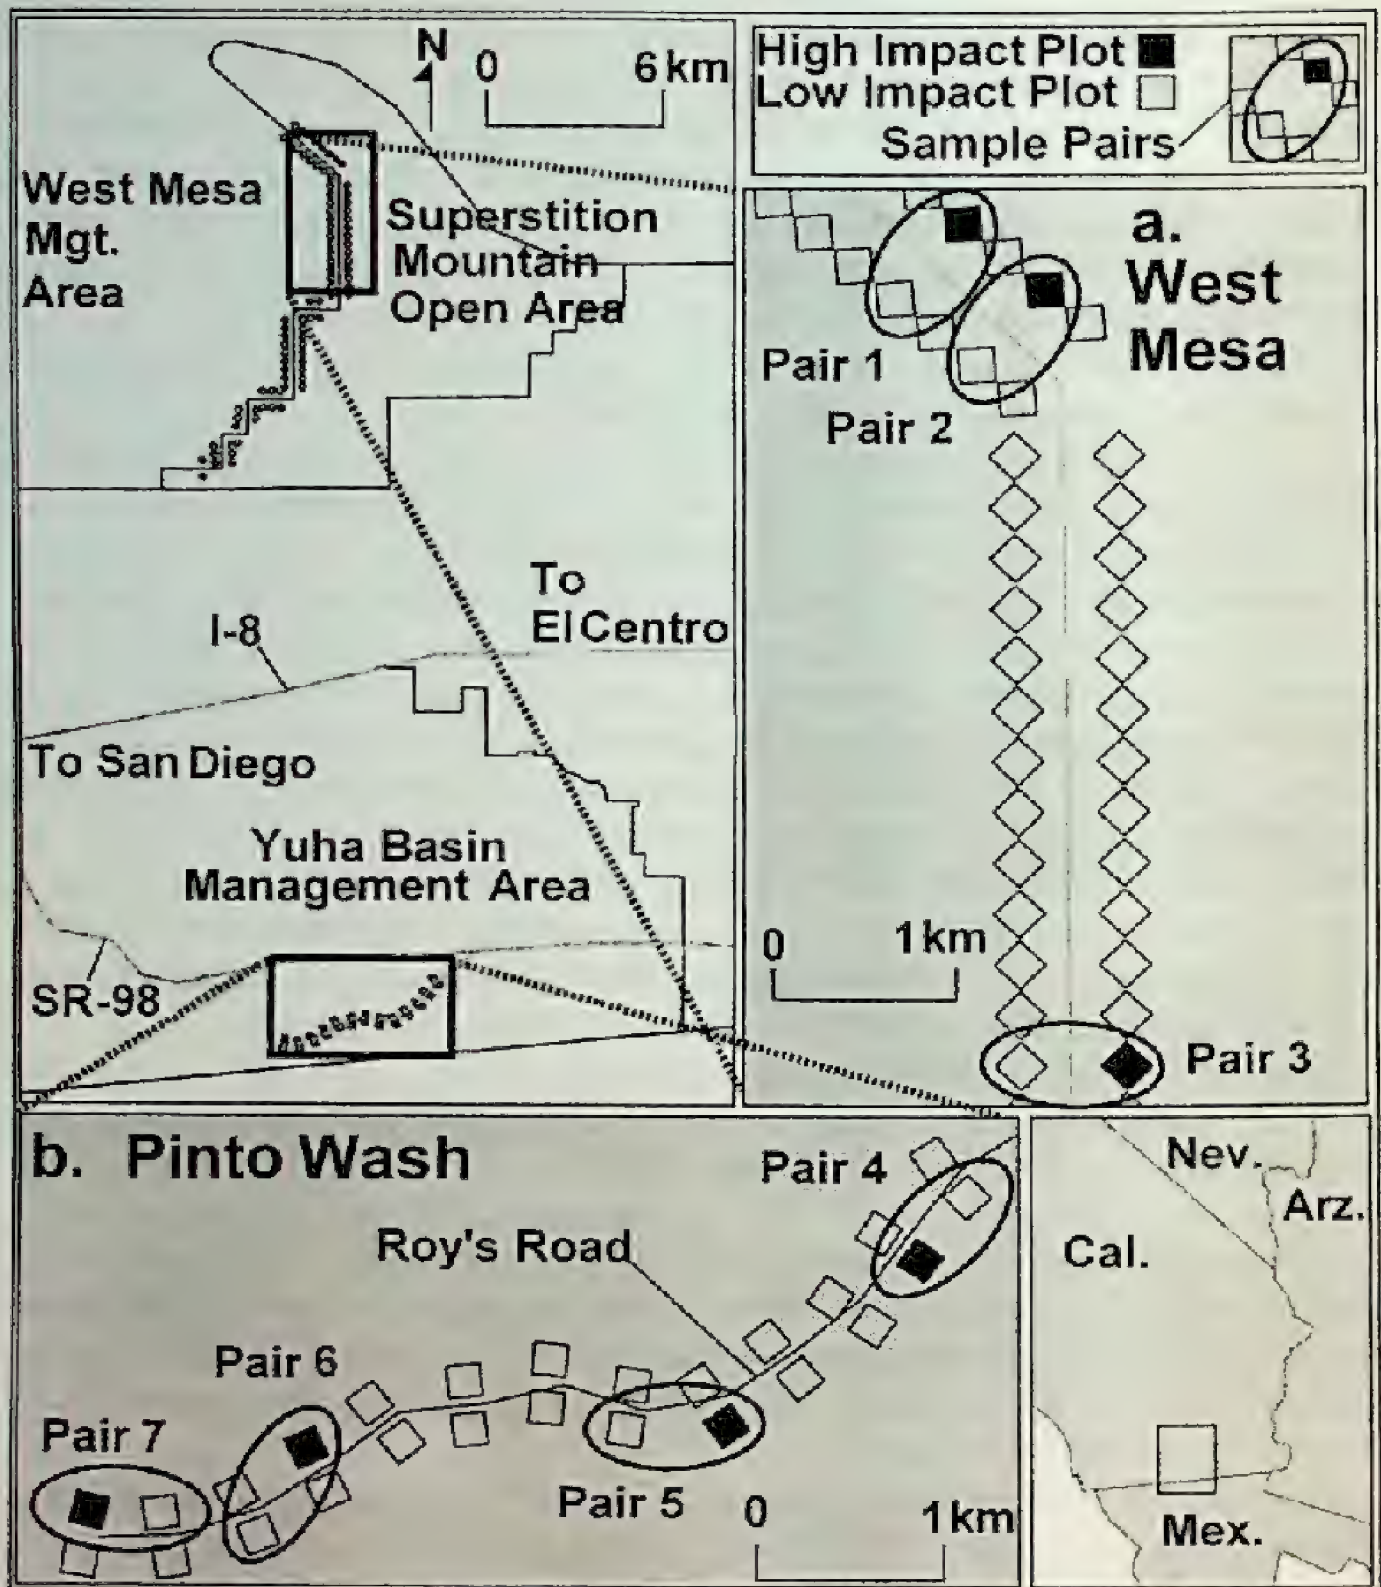 N
0 6 km
West Mesa
Mgt.
Area
Superstition
Mountain
Open Area
To
El Centro
I-8
To San Diego
Yuha Basin
Management Area
SR-98
High Impact Plot
Low Impact Plot
Sample Pairs
a.
West
Mesa
Pair 1
Pair 2
0 1 km
Pair 3
b. Pinto Wash
Pair 4
Roy's Road
Pair 6
Pair 7
Pair 5
0 1 km
Nev.
Arz.
Cal.
Mex.